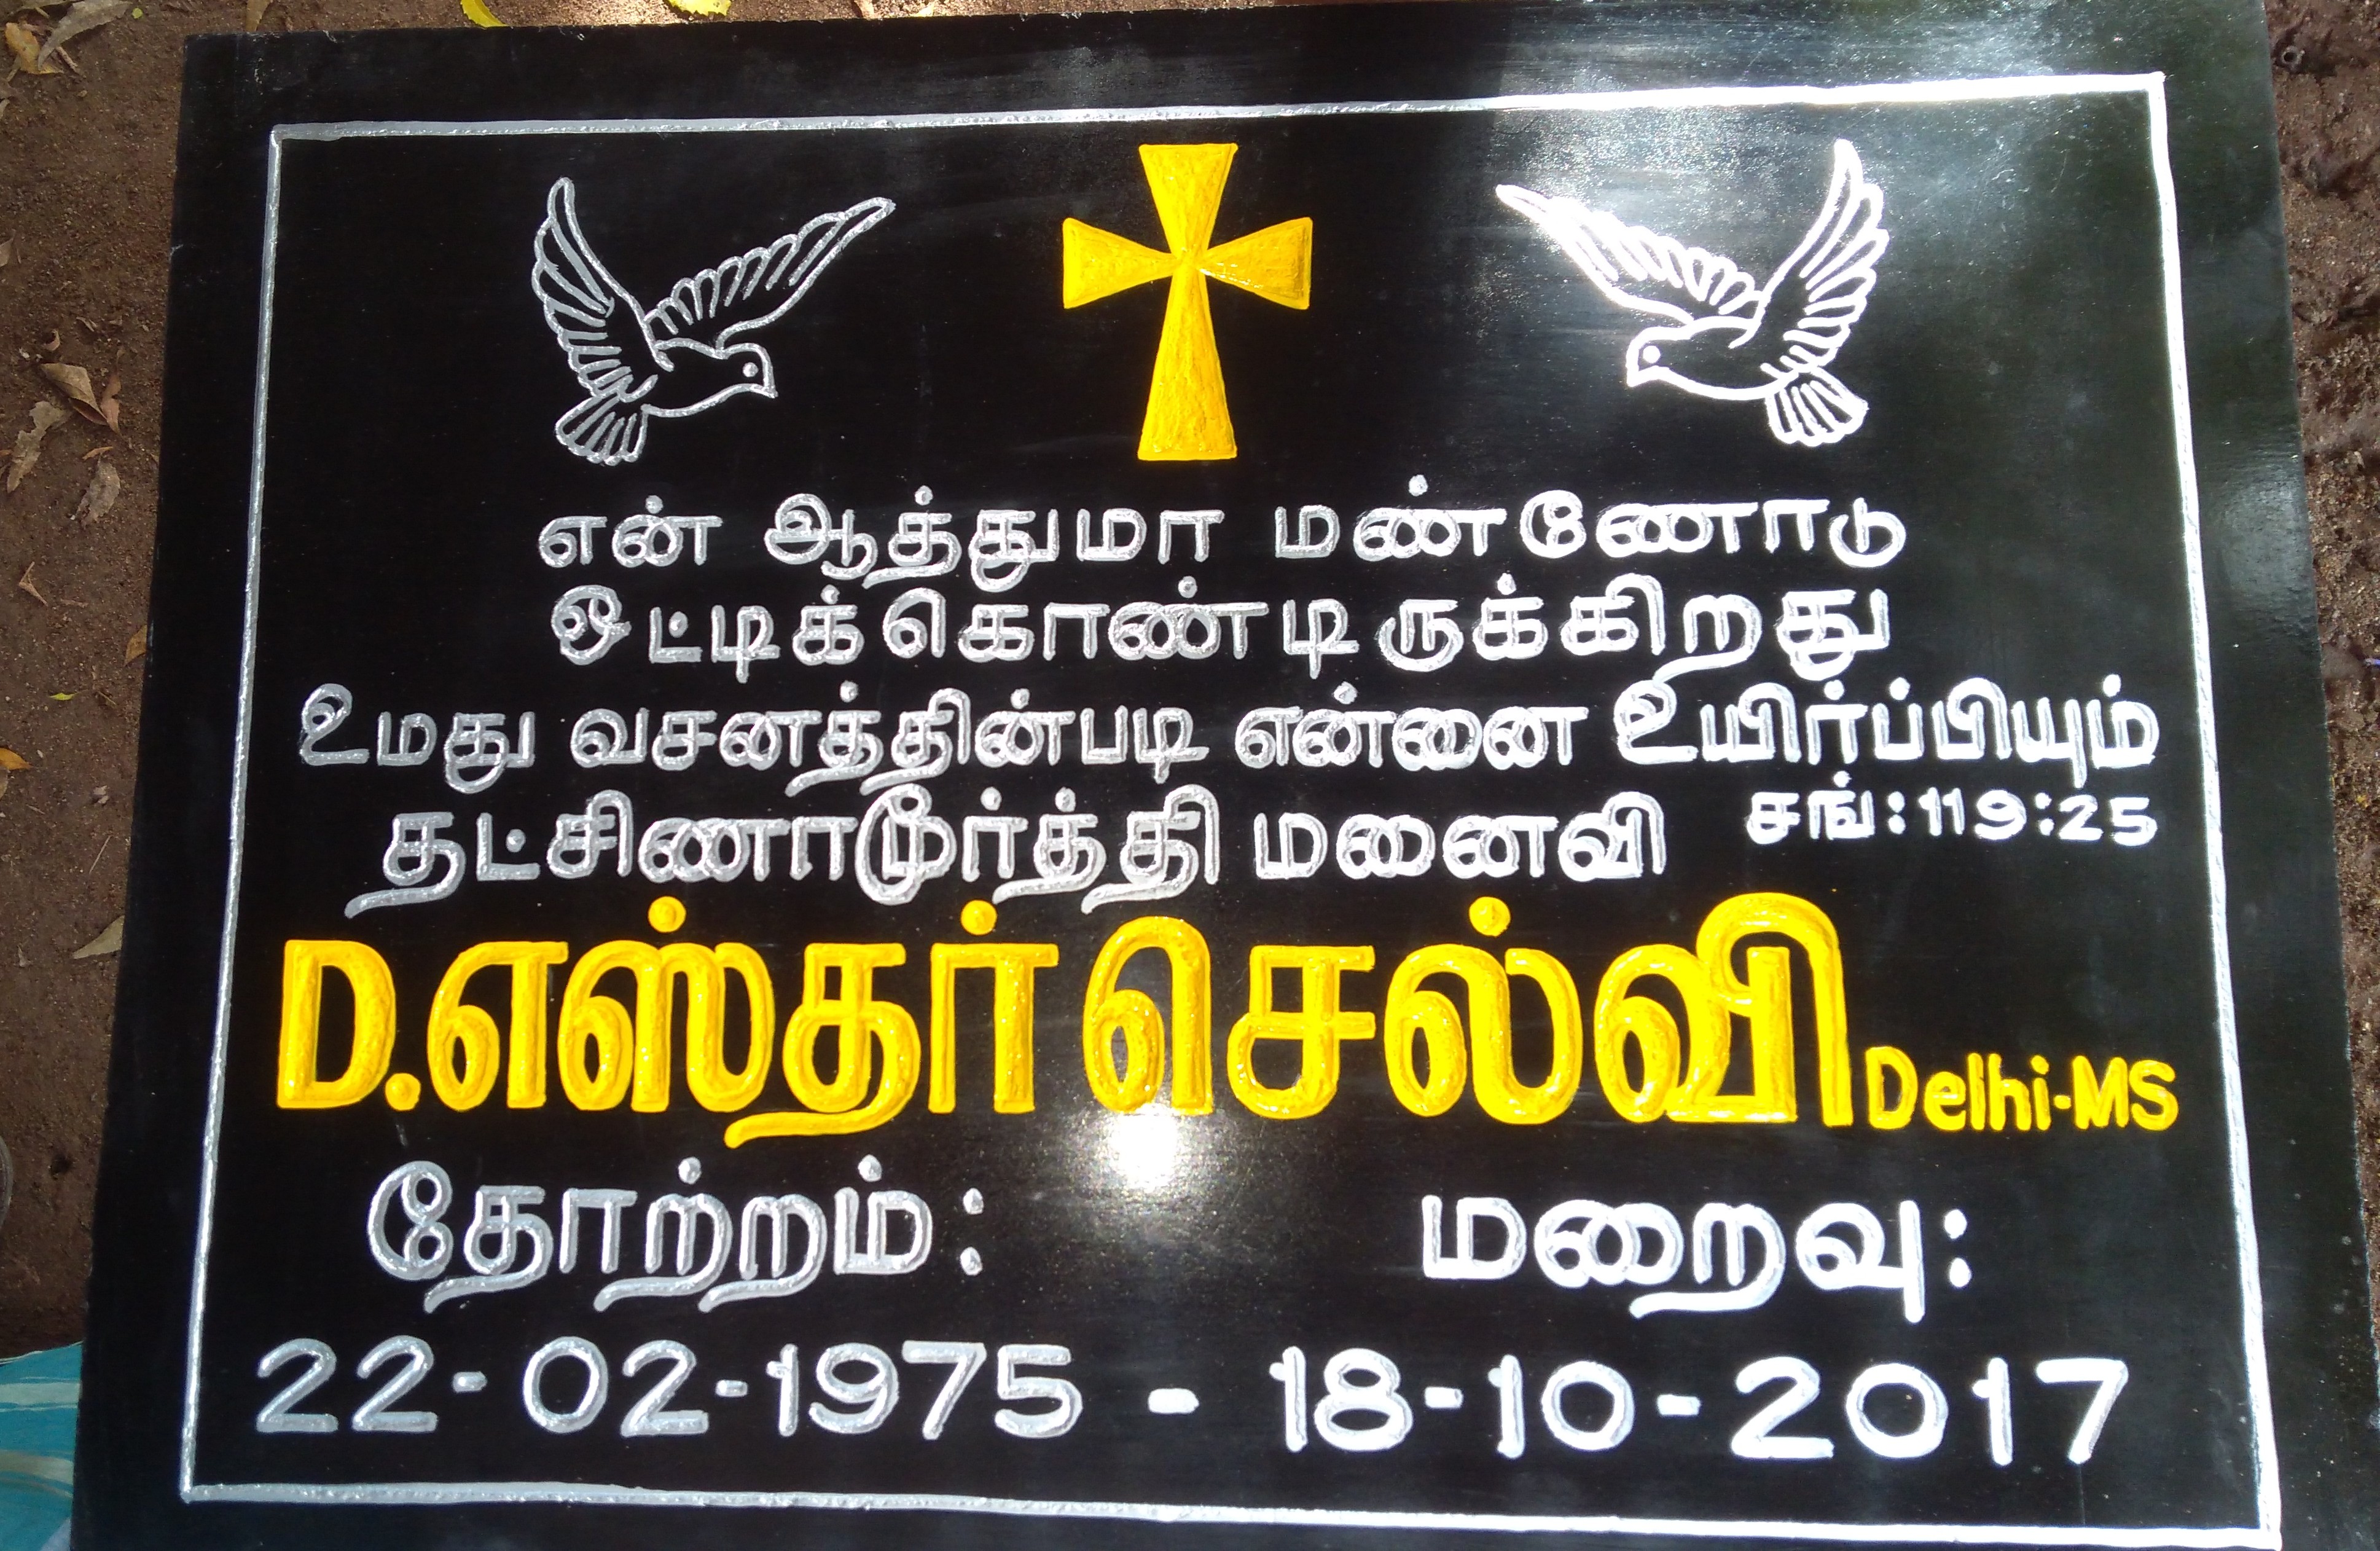 என் ஆத்துமா மண்ணோடு
ஒட்டிக்கொண்டிருக்கிறது
உமது வசனத்தின்படி என்னை உயிர்ப்பியும்
சங்:119:25
தட்சிணாமூர்த்தி மனைவி
D.எஸ்தர் செல்வி Delhi-MS
தோற்றம்: மறைவு:
22-02-1975 - 18-10-2017